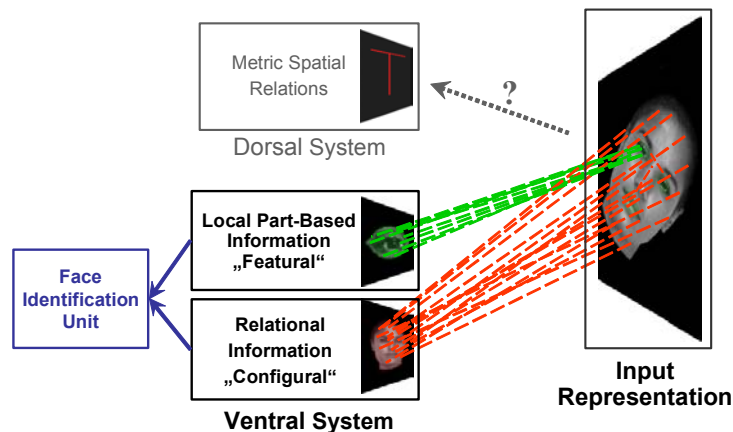 Metric Spatial
Relations
?
Dorsal System
Local Part-Based
Information
„Featural“
Face
Identification
Unit
Relational
Information
„Configural“
Ventral System
Input
Representation